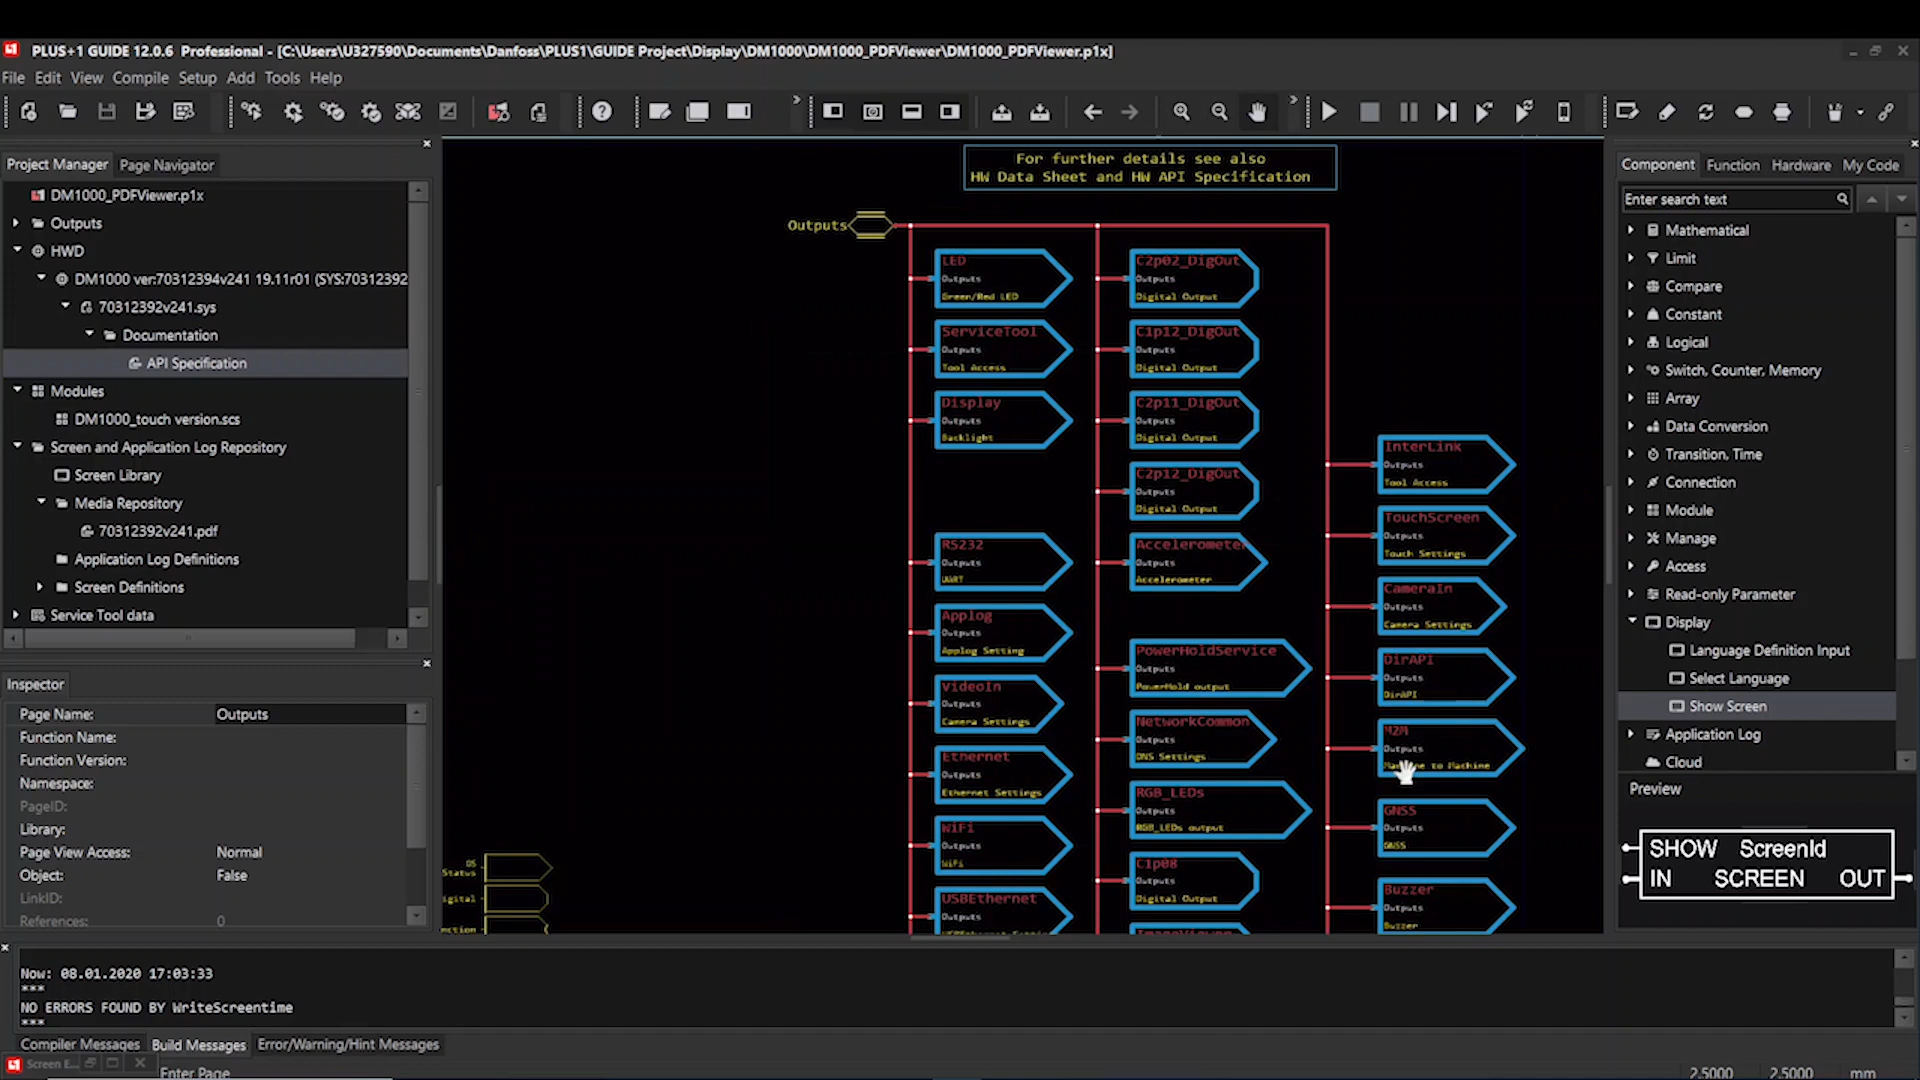 PLUS+1 GUIDE 12.0.6  Professional - [C:\Users\U327590\Documents\Danfoss\PLUS1\GUIDE Project\Display\DM1000\DM1000_PDFViewer\DM1000_PDFViewer.p1x]
File Edit View Compile Setup Add Tools Help
Project Manager Page Navigator
DM1000_PDFViewer.p1x
Outputs
HWD
DM1000 ver:70312394v241 19.11r01 (SYS:70312392
70312392v241.sys
Documentation
API Specification
Modules
DM1000_touch version.scs
Screen and Application Log Repository
Screen Library
Media Repository
70312392v241.pdf
Application Log Definitions
Screen Definitions
Service Tool data
Inspector
Page Name: Outputs
Function Name:
Function Version:
Namespace:
PageID:
Library:
Page View Access: Normal
Object: False
LinkID:
References: 0
For further details see also
HW Data Sheet and HW API Specification
Outputs
LED
Outputs
Green/Red LED
ServiceTool
Outputs
Tool Access
Display
Outputs
Backlight
RS232
Outputs
UART
Applog
Outputs
Applog Setting
VideoIn
Outputs
Camera Settings
Ethernet
Outputs
Ethernet Settings
WiFi
Outputs
WiFi
USBEthernet
Outputs
C2p02_DigOut
Outputs
Digital Output
C1p12_DigOut
Outputs
Digital Output
C2p11_DigOut
Outputs
Digital Output
C2p12_DigOut
Outputs
Digital Output
Accelerometer
Outputs
Accelerometer
PowerHoldService
Outputs
PowerHold output
NetworkCommon
Outputs
DNS Settings
RGB_LEDs
Outputs
RGB_LEDs output
C1p08
Outputs
Digital Output
InterLink
Outputs
Tool Access
TouchScreen
Outputs
Touch Settings
CameraIn
Outputs
Camera Settings
DirAPI
Outputs
DirAPI
M2M
Outputs
Machine to Machine
GNSS
Outputs
GNSS
Buzzer
Outputs
Buzzer
OS
Status
igital
nction
Component Function Hardware My Code
Enter search text
Mathematical
Limit
Compare
Constant
Logical
Switch, Counter, Memory
Array
Data Conversion
Transition, Time
Connection
Module
Manage
Access
Read-only Parameter
Display
Language Definition Input
Select Language
Show Screen
Application Log
Cloud
Preview
SHOW ScreenId
IN SCREEN OUT
Now: 08.01.2020 17:03:33
***
NO ERRORS FOUND BY WriteScreentime
***
Compiler Messages Build Messages Error/Warning/Hint Messages
Screen E...
Enter Page
2.5000 2.5000 mm